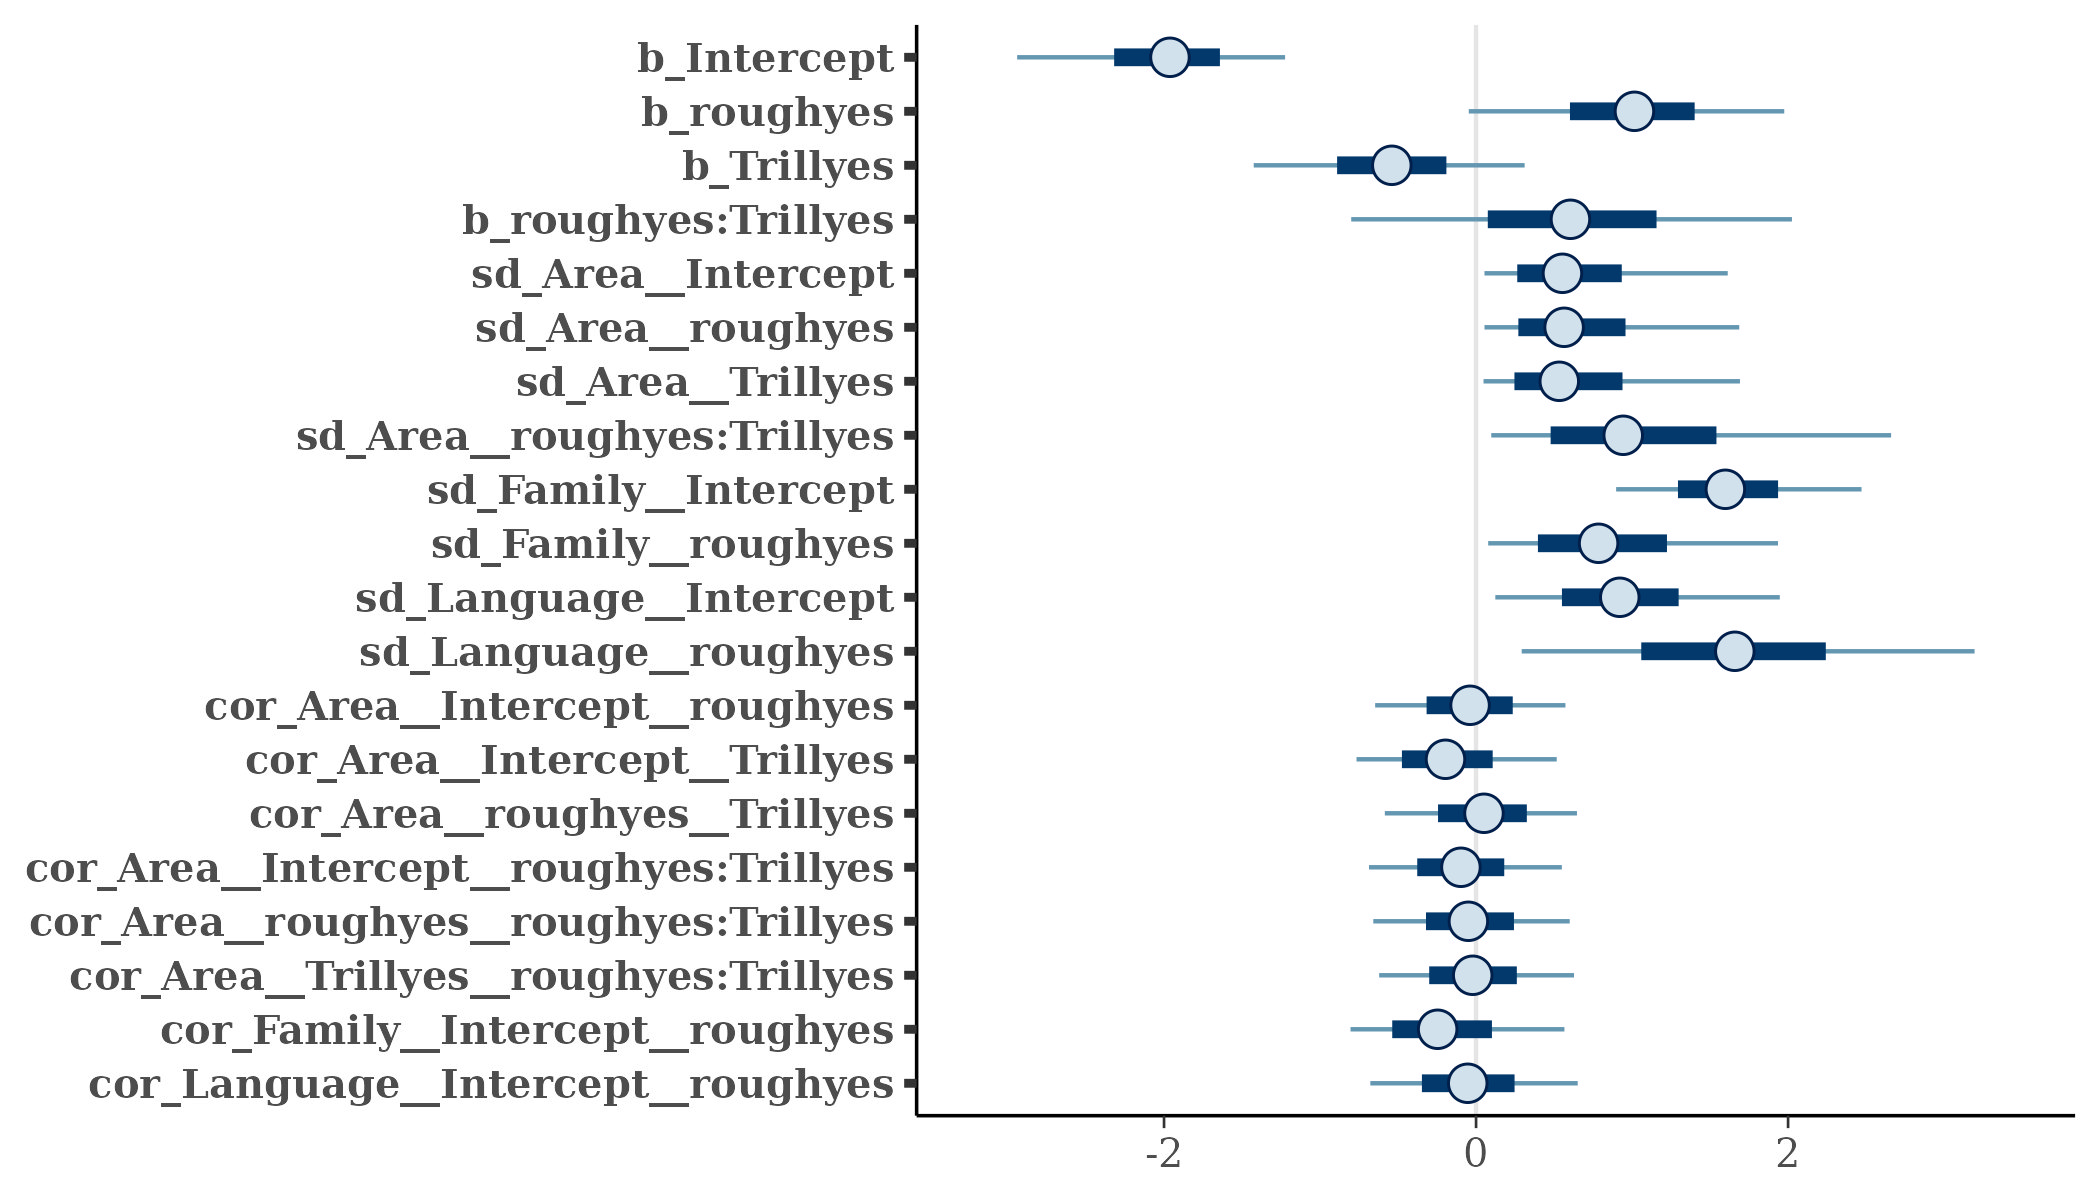 b_Intercept
b_roughyes
b_Trillyes
b_roughyes:Trillyes
sd_Area__Intercept
sd_Area__roughyes
sd_Area__Trillyes
sd_Area__roughyes:Trillyes
sd_Family__Intercept
sd_Family__roughyes
sd_Language__Intercept
sd_Language__roughyes
cor_Area__Intercept__roughyes
cor_Area__Intercept__Trillyes
cor_Area__roughyes__Trillyes
cor_Area__Intercept__roughyes:Trillyes
cor_Area__roughyes__roughyes:Trillyes
cor_Area__Trillyes__roughyes:Trillyes
cor_Family__Intercept__roughyes
cor_Language__Intercept__roughyes
-2 0 2